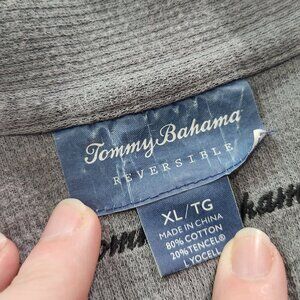 Tommy Bahama
REVERSIBLE
XL/TG
MADE IN CHINA
80% COTTON
20% TENCEL®
LYOCELL